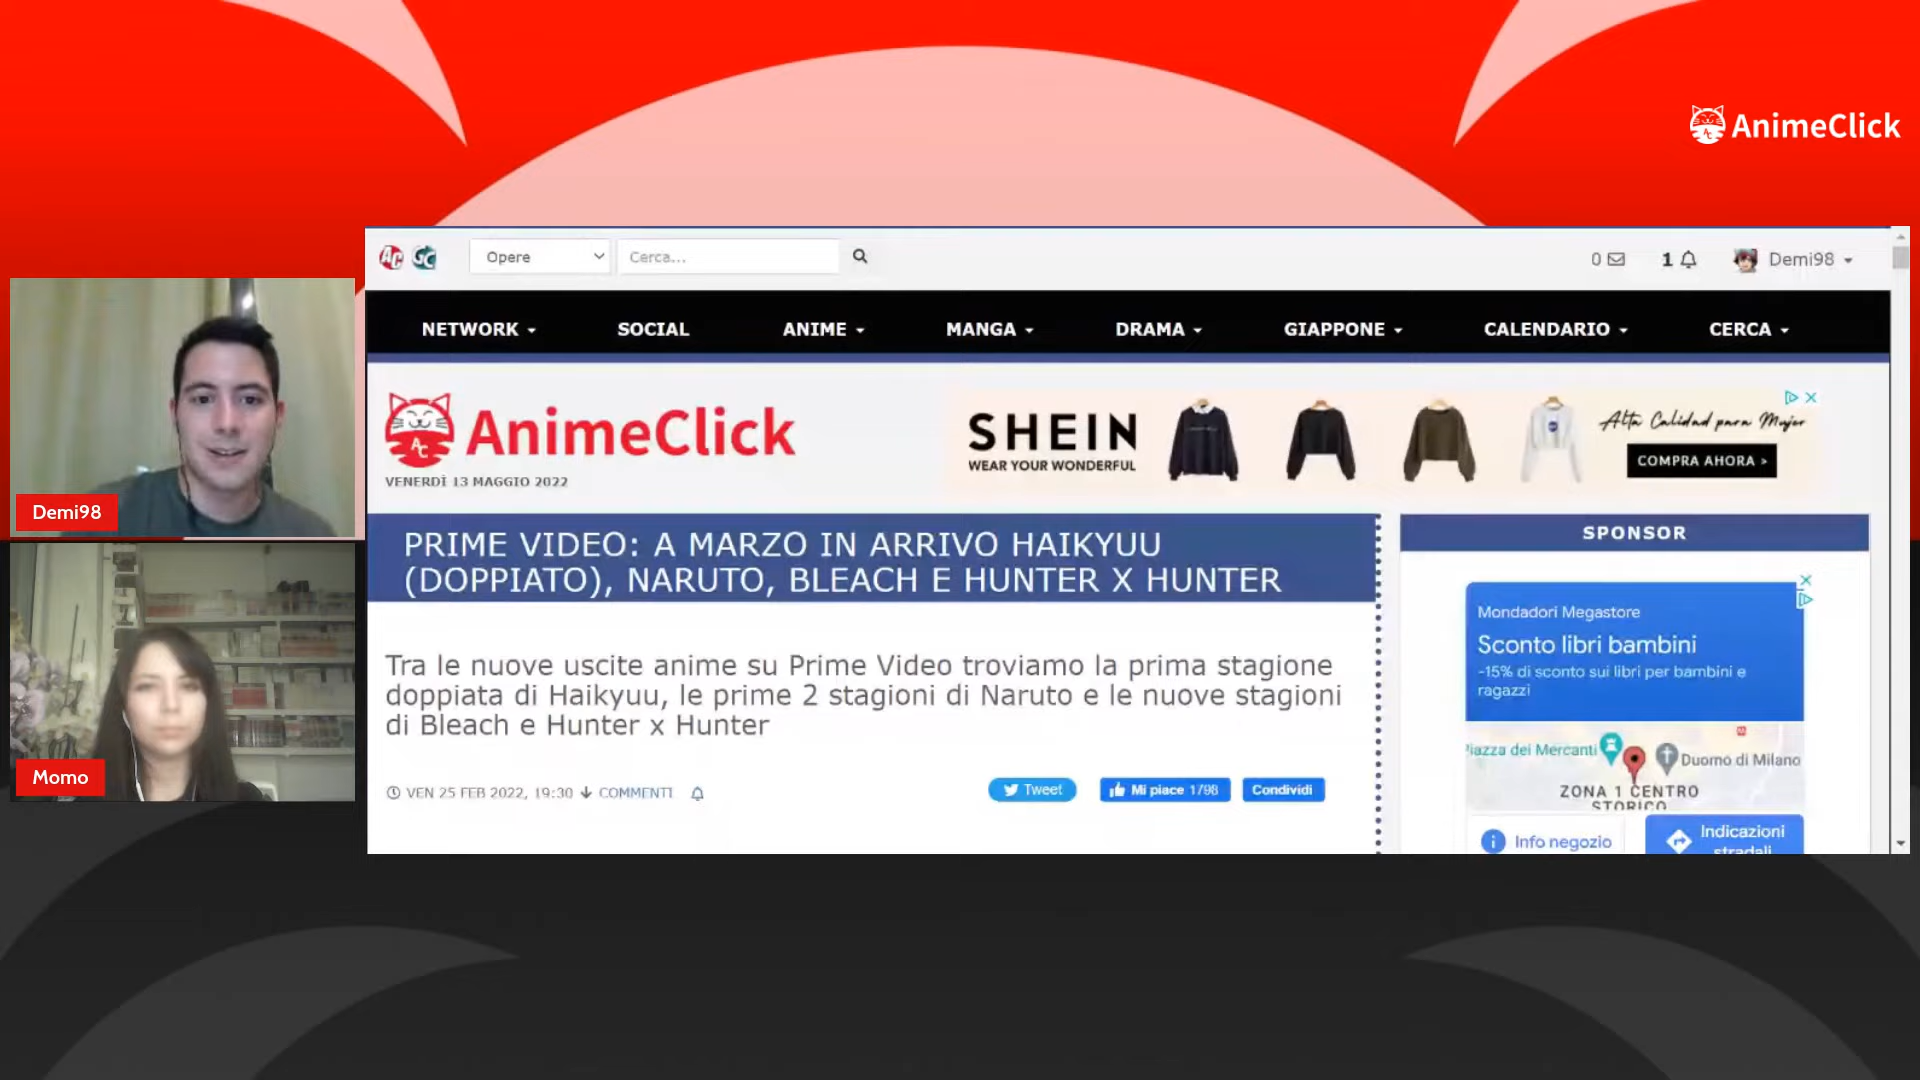 AnimeClick
Opere
Cerca...
0
1
Demi98
NETWORK
SOCIAL
ANIME
MANGA
DRAMA
GIAPPONE
CALENDARIO
CERCA
AnimeClick
VENERDÌ 13 MAGGIO 2022
SHEIN
WEAR YOUR WONDERFUL
Alta Calidad para Mujer
COMPRA AHORA >
PRIME VIDEO: A MARZO IN ARRIVO HAIKYUU
(DOPPIATO), NARUTO, BLEACH E HUNTER X HUNTER
Tra le nuove uscite anime su Prime Video troviamo la prima stagione
doppiata di Haikyuu, le prime 2 stagioni di Naruto e le nuove stagioni
di Bleach e Hunter x Hunter
VEN 25 FEB 2022, 19:30
COMMENTI
Tweet
Mi piace 1798
Condividi
SPONSOR
Mondadori Megastore
Sconto libri bambini
-15% di sconto sui libri per bambini e
ragazzi
Piazza dei Mercanti
Duomo di Milano
ZONA 1 CENTRO
STORICO
Info negozio
Indicazioni
stradali
Demi98
Momo